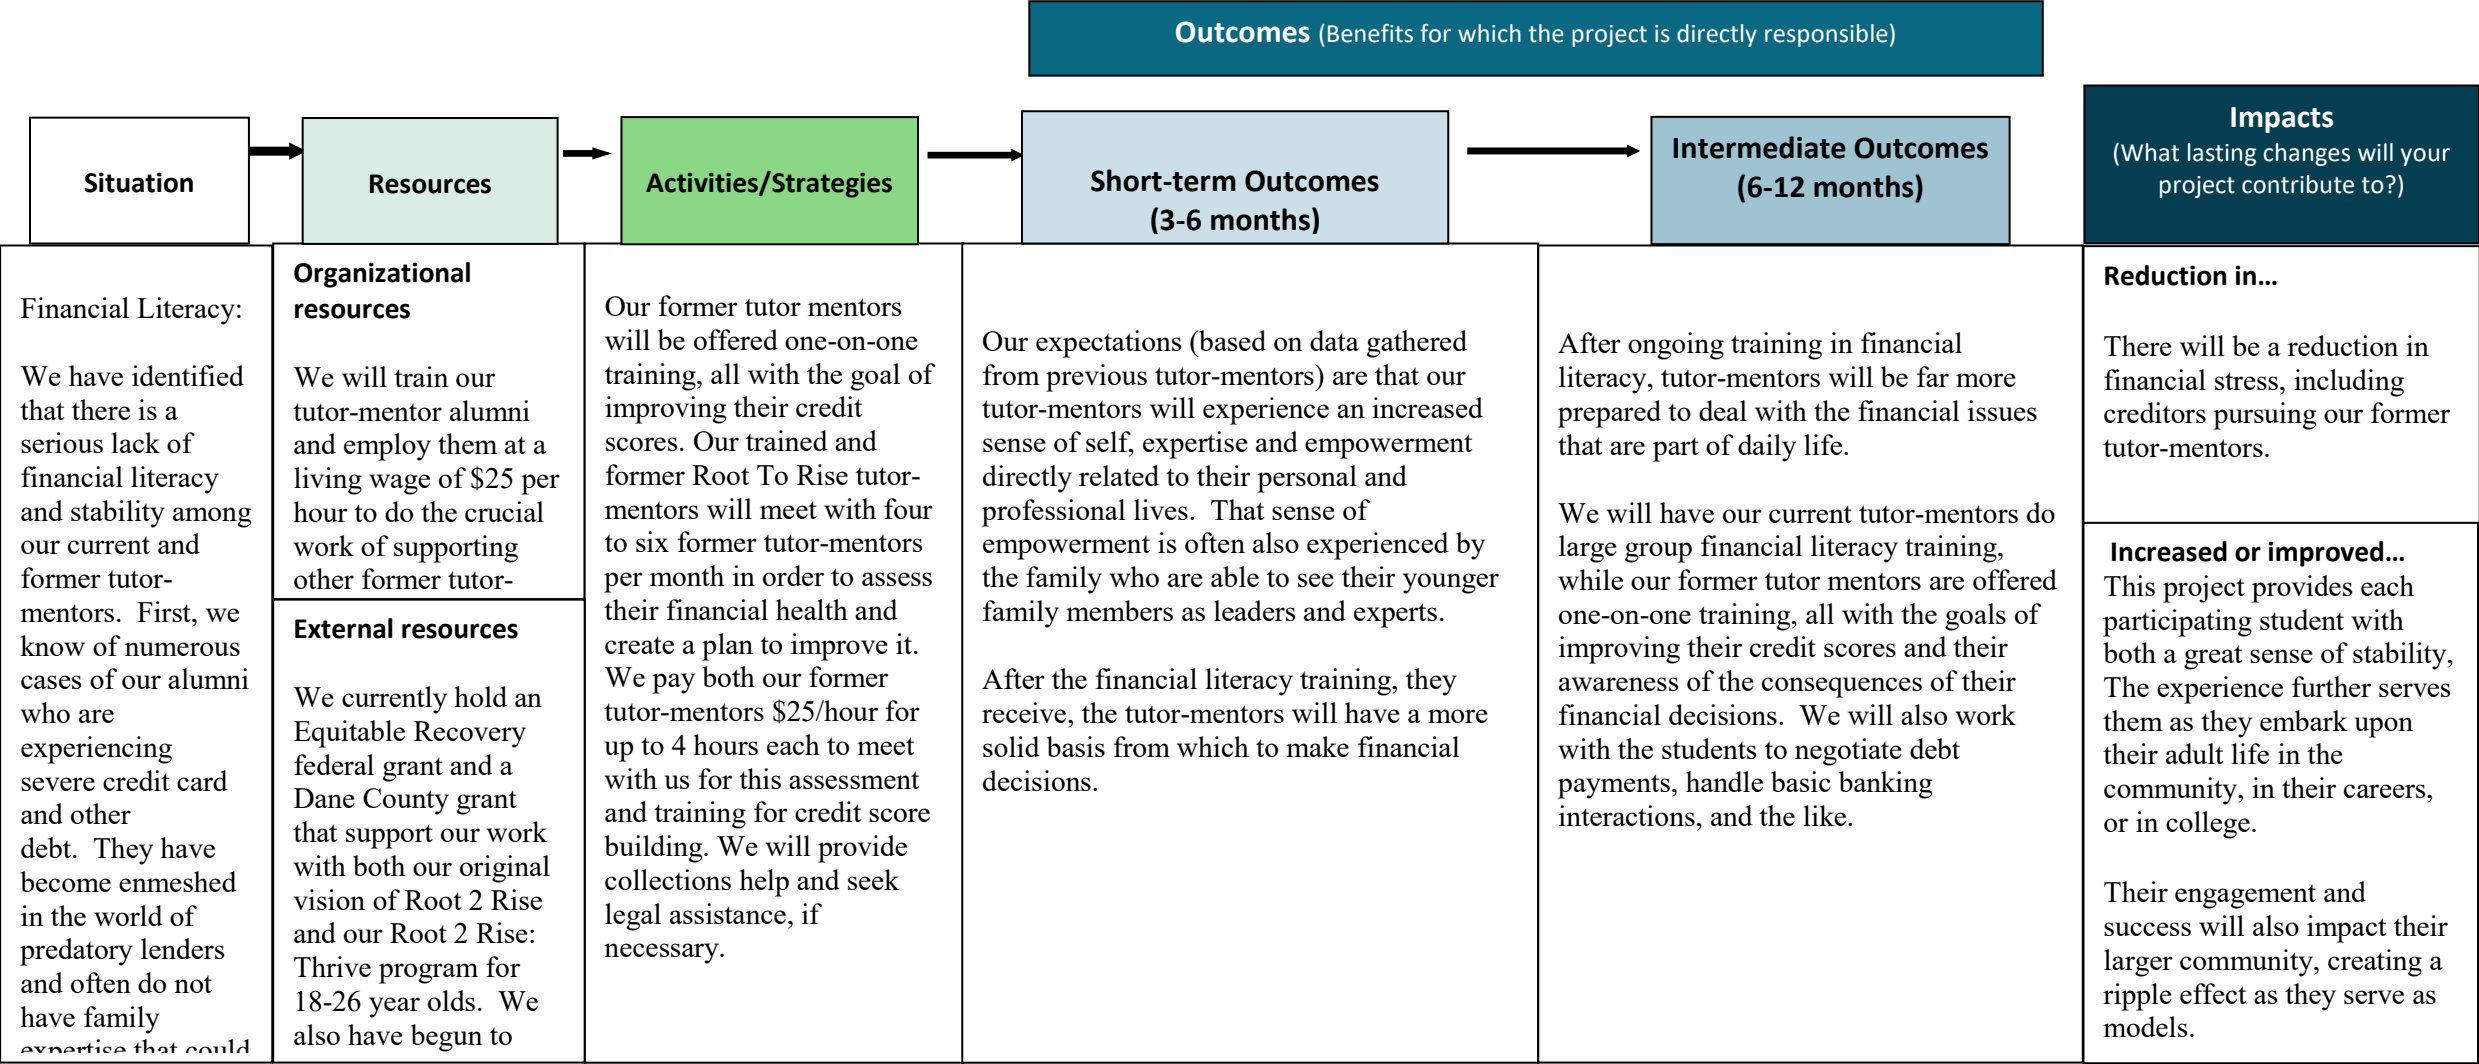 Outcomes (Benefits for which the project is directly responsible)
Situation
Resources
Activities/Strategies
Short-term Outcomes
(3-6 months)
Intermediate Outcomes
(6-12 months)
Impacts
(What lasting changes will your
project contribute to?)
Financial Literacy:
We have identified
that there is a
serious lack of
financial literacy
and stability among
our current and
former tutor-
mentors.  First, we
know of numerous
cases of our alumni
who are
experiencing
severe credit card
and other
debt.  They have
become enmeshed
in the world of
predatory lenders
and often do not
have family
expertise that could
Organizational
resources
We will train our
tutor-mentor alumni
and employ them at a
living wage of $25 per
hour to do the crucial
work of supporting
other former tutor-
External resources
We currently hold an
Equitable Recovery
federal grant and a
Dane County grant
that support our work
with both our original
vision of Root 2 Rise
and our Root 2 Rise:
Thrive program for
18-26 year olds.  We
also have begun to
Our former tutor mentors
will be offered one-on-one
training, all with the goal of
improving their credit
scores. Our trained and
former Root To Rise tutor-
mentors will meet with four
to six former tutor-mentors
per month in order to assess
their financial health and
create a plan to improve it.
We pay both our former
tutor-mentors $25/hour for
up to 4 hours each to meet
with us for this assessment
and training for credit score
building. We will provide
collections help and seek
legal assistance, if
necessary.
Our expectations (based on data gathered
from previous tutor-mentors) are that our
tutor-mentors will experience an increased
sense of self, expertise and empowerment
directly related to their personal and
professional lives.  That sense of
empowerment is often also experienced by
the family who are able to see their younger
family members as leaders and experts.
After the financial literacy training, they
receive, the tutor-mentors will have a more
solid basis from which to make financial
decisions.
After ongoing training in financial
literacy, tutor-mentors will be far more
prepared to deal with the financial issues
that are part of daily life.
We will have our current tutor-mentors do
large group financial literacy training,
while our former tutor mentors are offered
one-on-one training, all with the goals of
improving their credit scores and their
awareness of the consequences of their
financial decisions.  We will also work
with the students to negotiate debt
payments, handle basic banking
interactions, and the like.
Reduction in…
There will be a reduction in
financial stress, including
creditors pursuing our former
tutor-mentors.
Increased or improved…
This project provides each
participating student with
both a great sense of stability,
The experience further serves
them as they embark upon
their adult life in the
community, in their careers,
or in college.
Their engagement and
success will also impact their
larger community, creating a
ripple effect as they serve as
models.